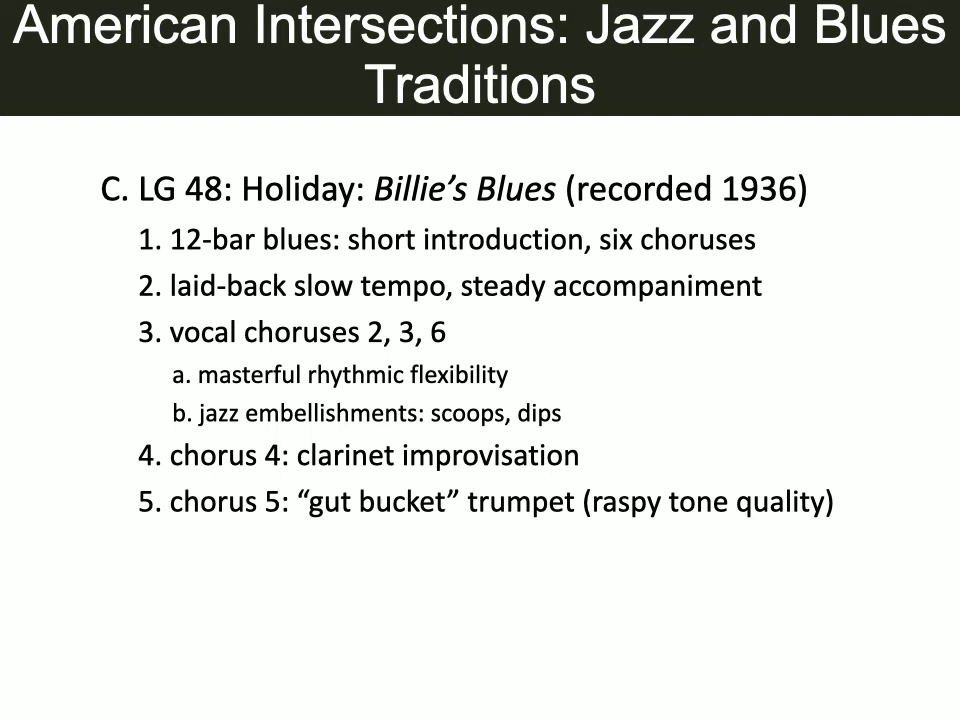 American Intersections: Jazz and Blues
Traditions
C. LG 48: Holiday: Billie’s Blues (recorded 1936)
1. 12-bar blues: short introduction, six choruses
2. laid-back slow tempo, steady accompaniment
3. vocal choruses 2, 3, 6
a. masterful rhythmic flexibility
b. jazz embellishments: scoops, dips
4. chorus 4: clarinet improvisation
5. chorus 5: “gut bucket” trumpet (raspy tone quality)